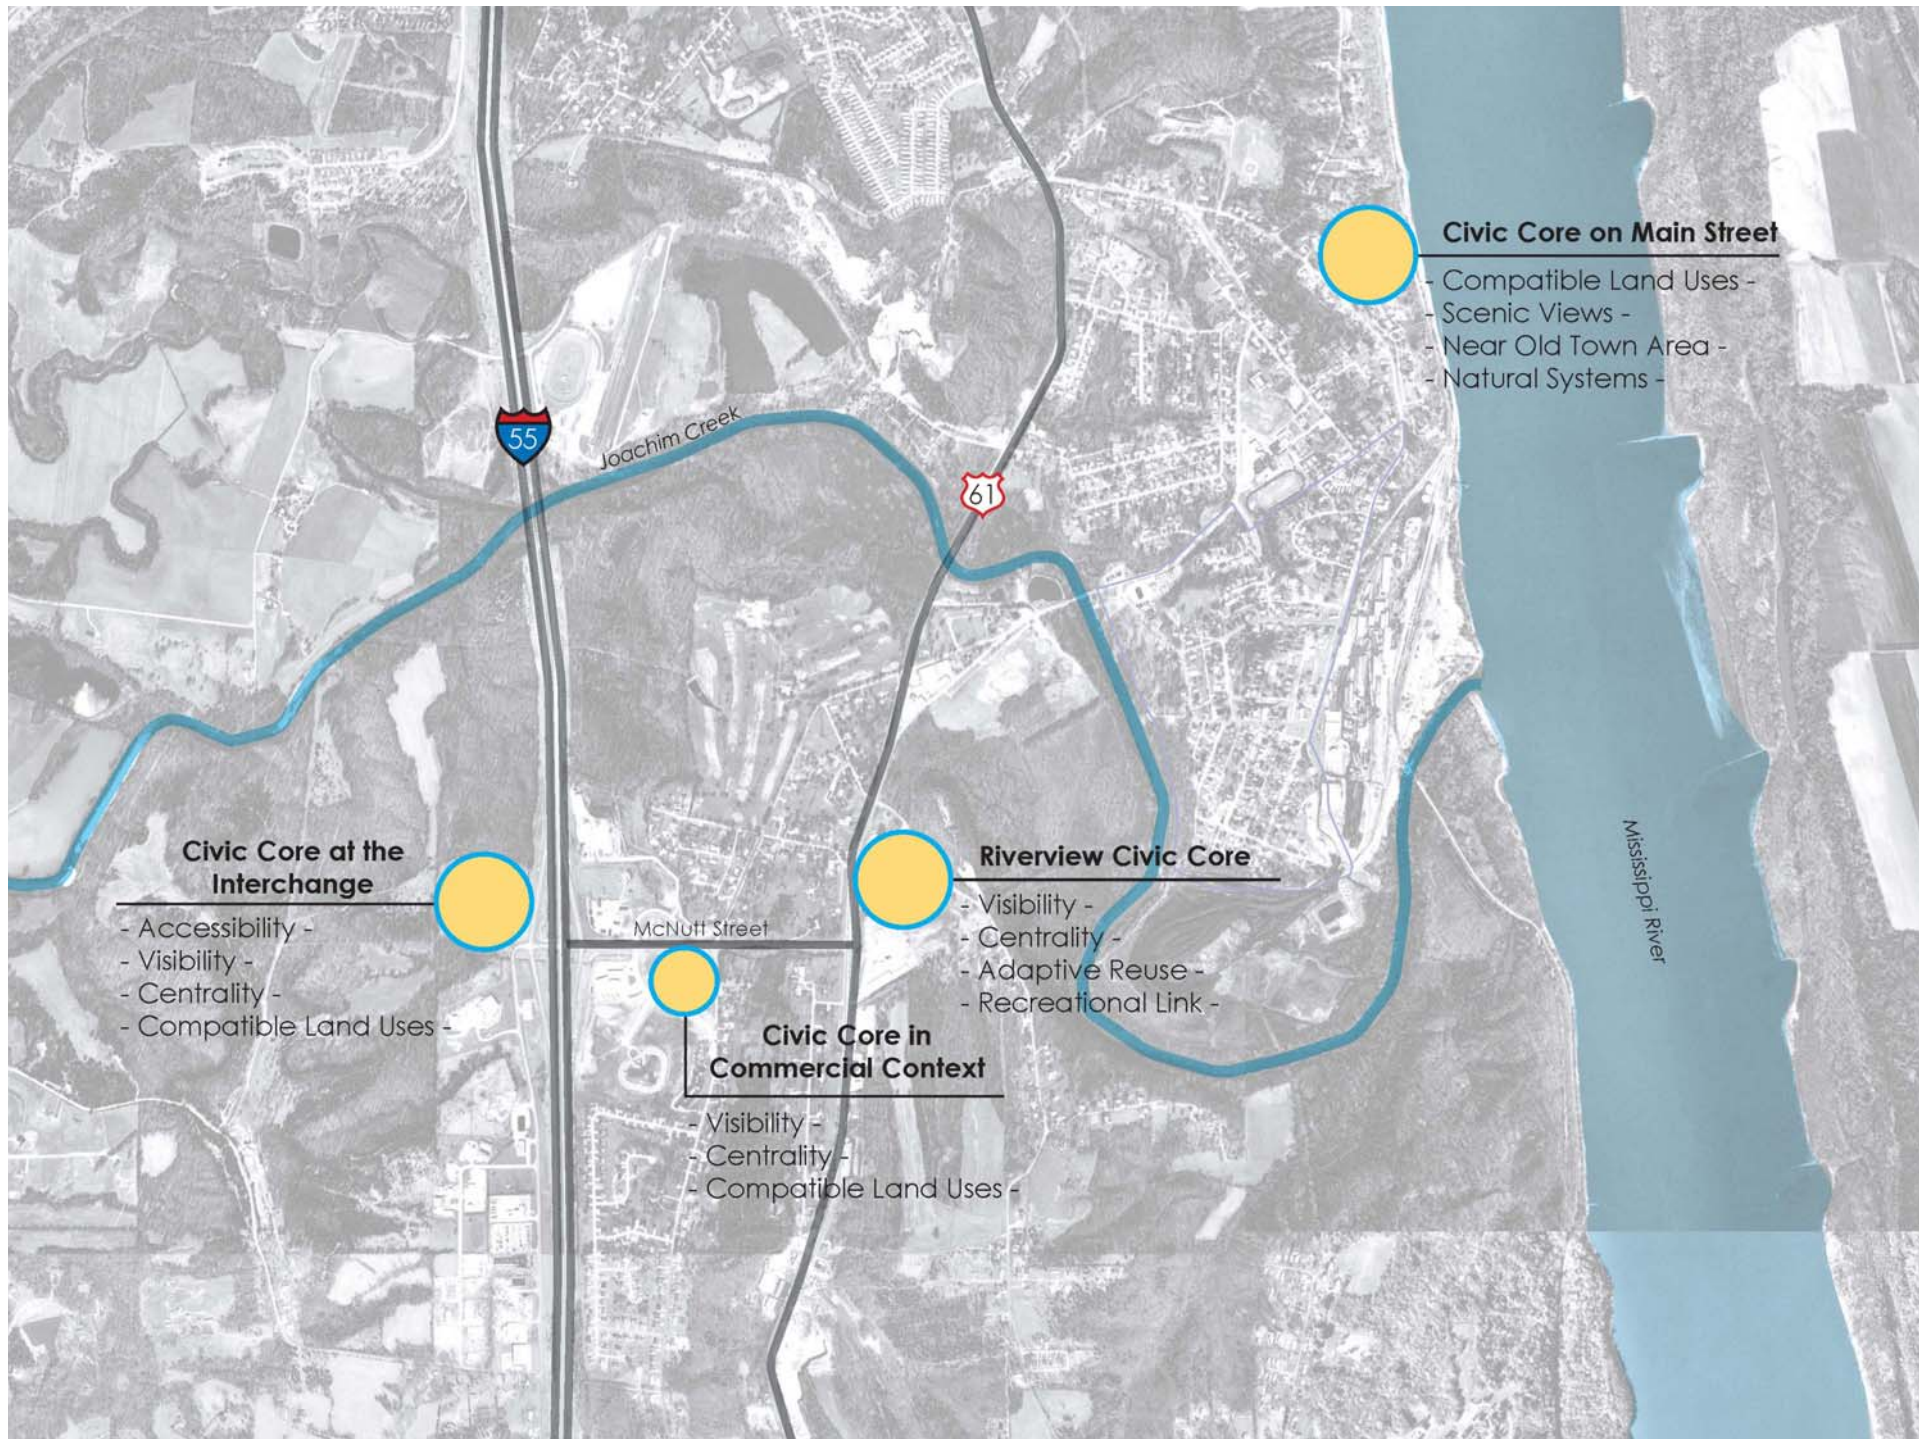 Civic Core on Main Street
- Compatible Land Uses -
- Scenic Views -
- Near Old Town Area -
- Natural Systems -
55
Joachim Creek
61
Civic Core at the
Interchange
- Accessibility -
- Visibility -
- Centrality -
- Compatible Land Uses -
McNutt Street
Riverview Civic Core
- Visibility -
- Centrality -
- Adaptive Reuse -
- Recreational Link -
Mississippi River
Civic Core in
Commercial Context
- Visibility -
- Centrality -
- Compatible Land Uses -